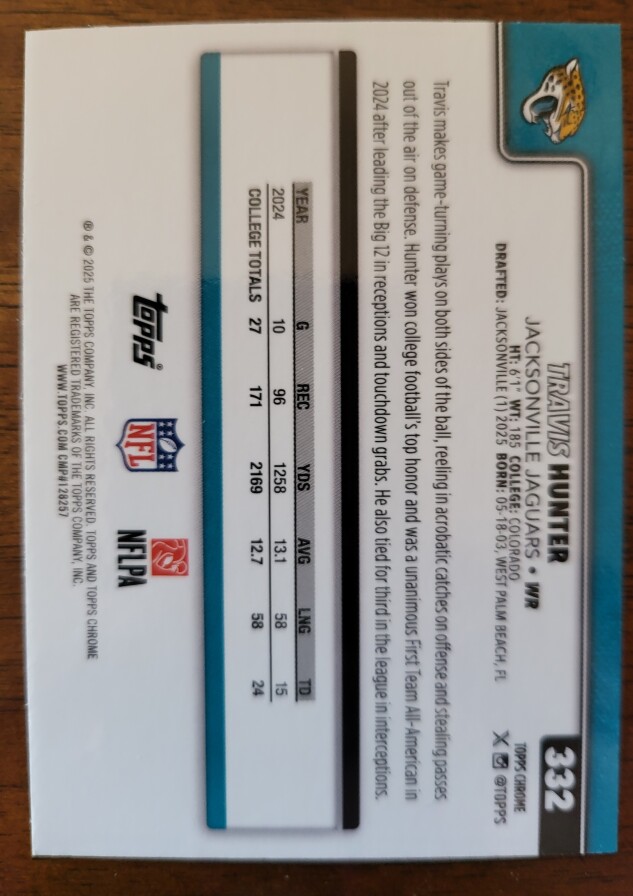 332
TOPPS CHROME
X @TOPPS
TRAVIS HUNTER
JACKSONVILLE JAGUARS • WR
HT: 6'1" WT: 185 COLLEGE: COLORADO
DRAFTED: JACKSONVILLE (1) 2025 BORN: 05-18-03, WEST PALM BEACH, FL
Travis makes game-turning plays on both sides of the ball, reeling in acrobatic catches on offense and stealing passes
out of the air on defense. Hunter won college football's top honor and was a unanimous First Team All-American in
2024 after leading the Big 12 in receptions and touchdown grabs. He also tied for third in the league in interceptions.
YEAR G REC YDS AVG LNG TD
2024 10 96 1258 13.1 58 15
COLLEGE TOTALS 27 171 2169 12.7 58 24
topps® NFL NFLPA
® & © 2025 THE TOPPS COMPANY, INC. ALL RIGHTS RESERVED. TOPPS AND TOPPS CHROME
ARE REGISTERED TRADEMARKS OF THE TOPPS COMPANY, INC.
WWW.TOPPS.COM CMP#128257